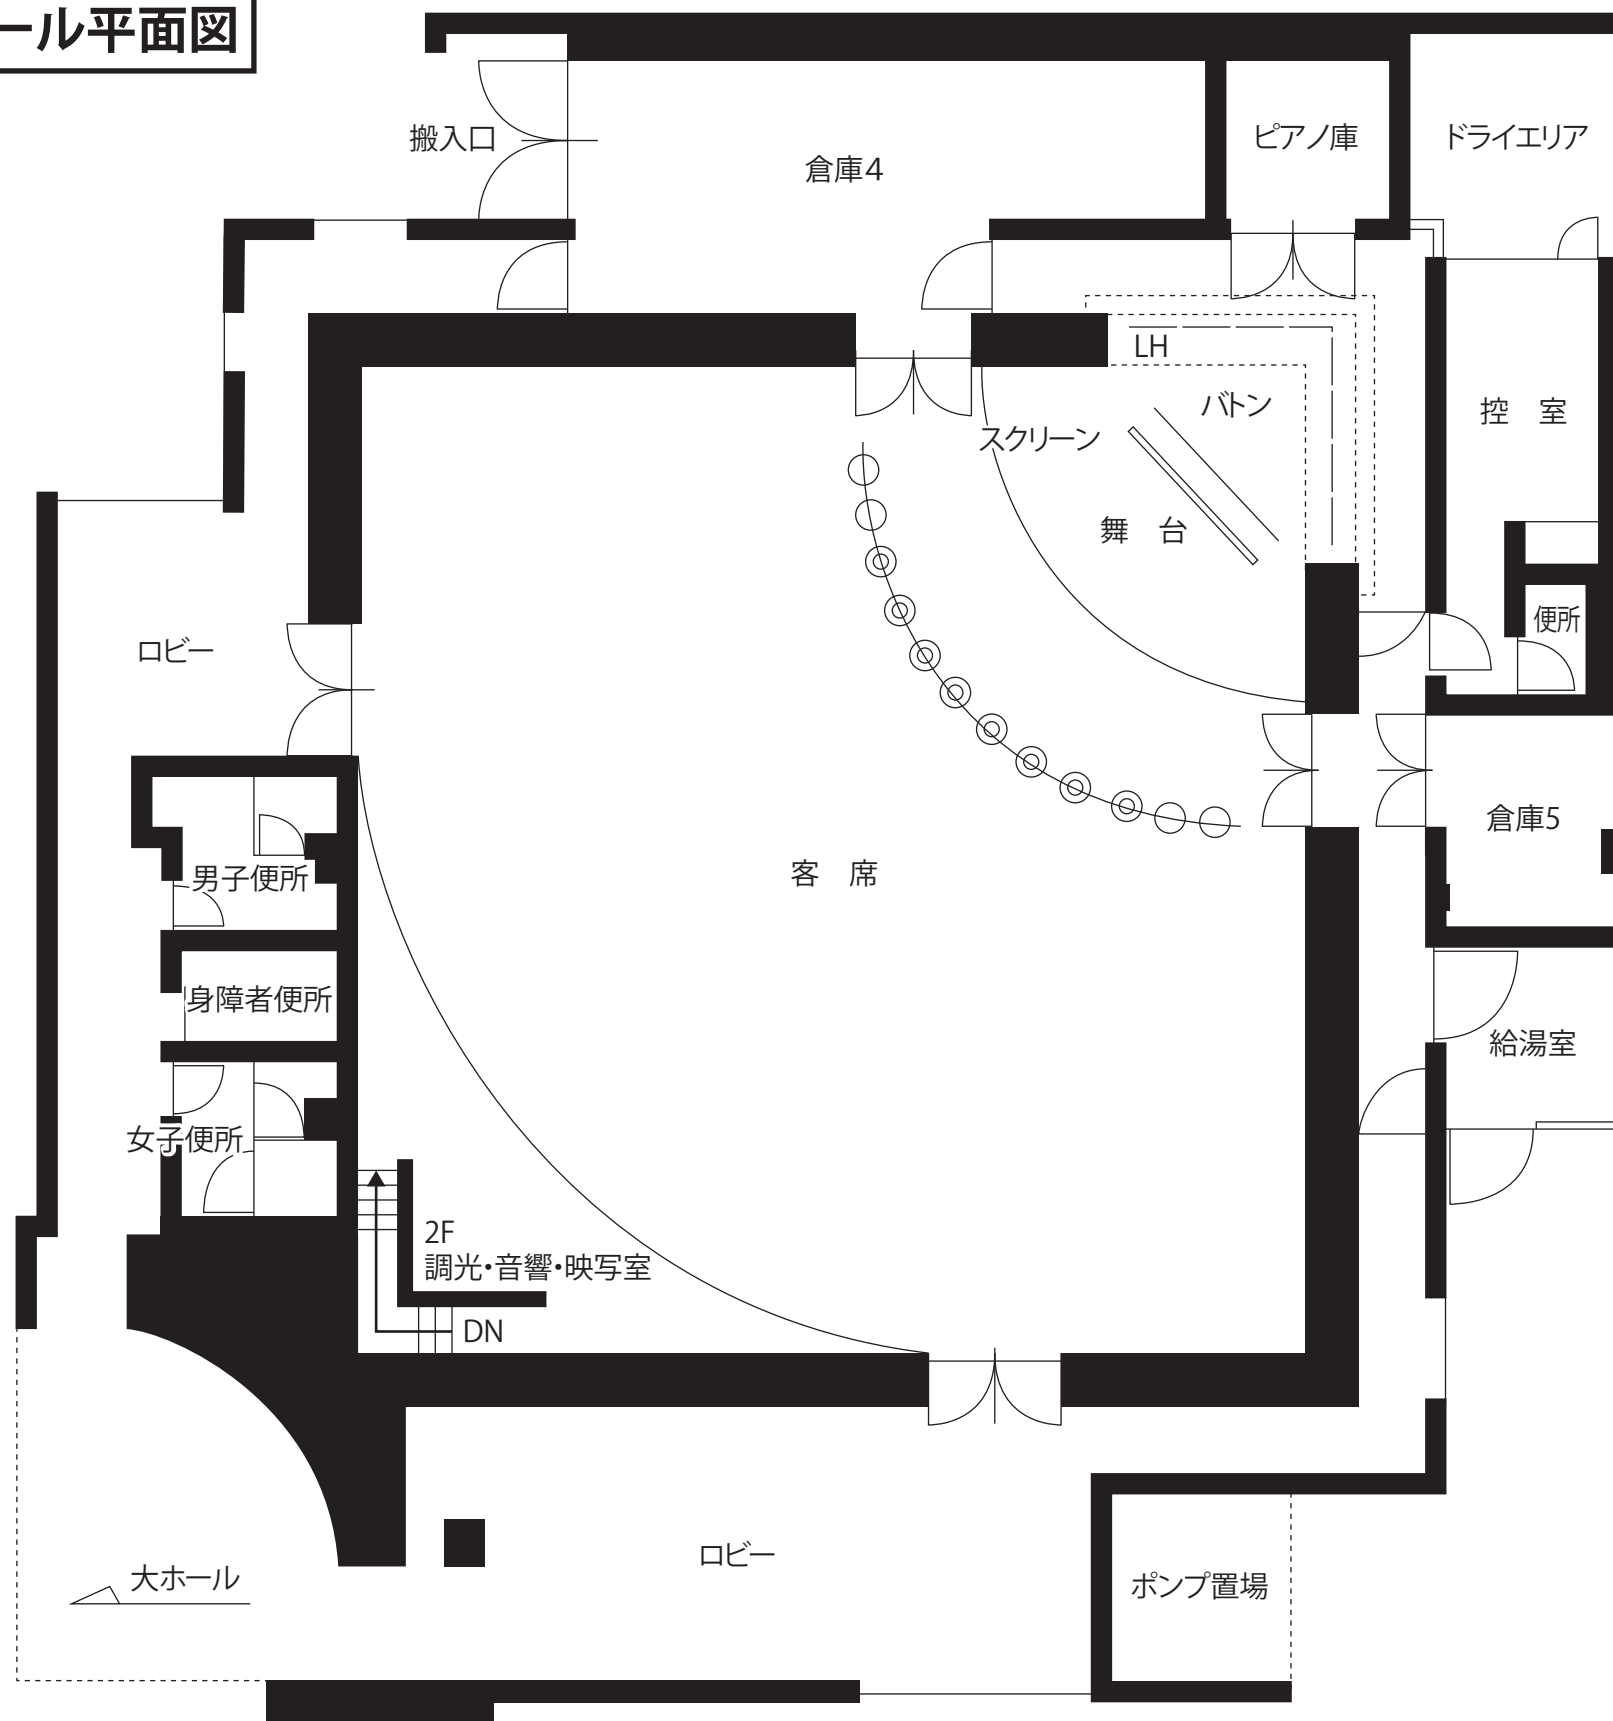 ール平面図
搬入口
倉庫4
ピアノ庫
ドライエリア
LH
バトン
スクリーン
舞　台
控　室
便所
ロビー
倉庫5
客　席
男子便所
身障者便所
給湯室
女子便所
2F
調光・音響・映写室
DN
ロビー
大ホール
ポンプ置場